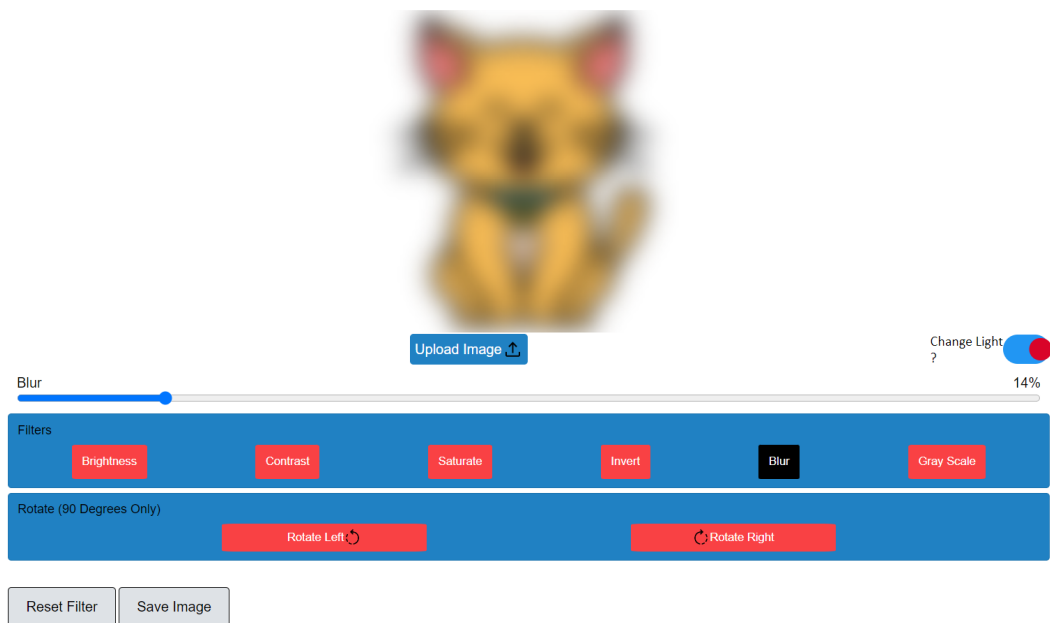 Upload Image
Change Light
?
Blur
14%
Filters
Brightness Contrast Saturate Invert Blur Gray Scale
Rotate (90 Degrees Only)
Rotate Left Rotate Right
Reset Filter Save Image